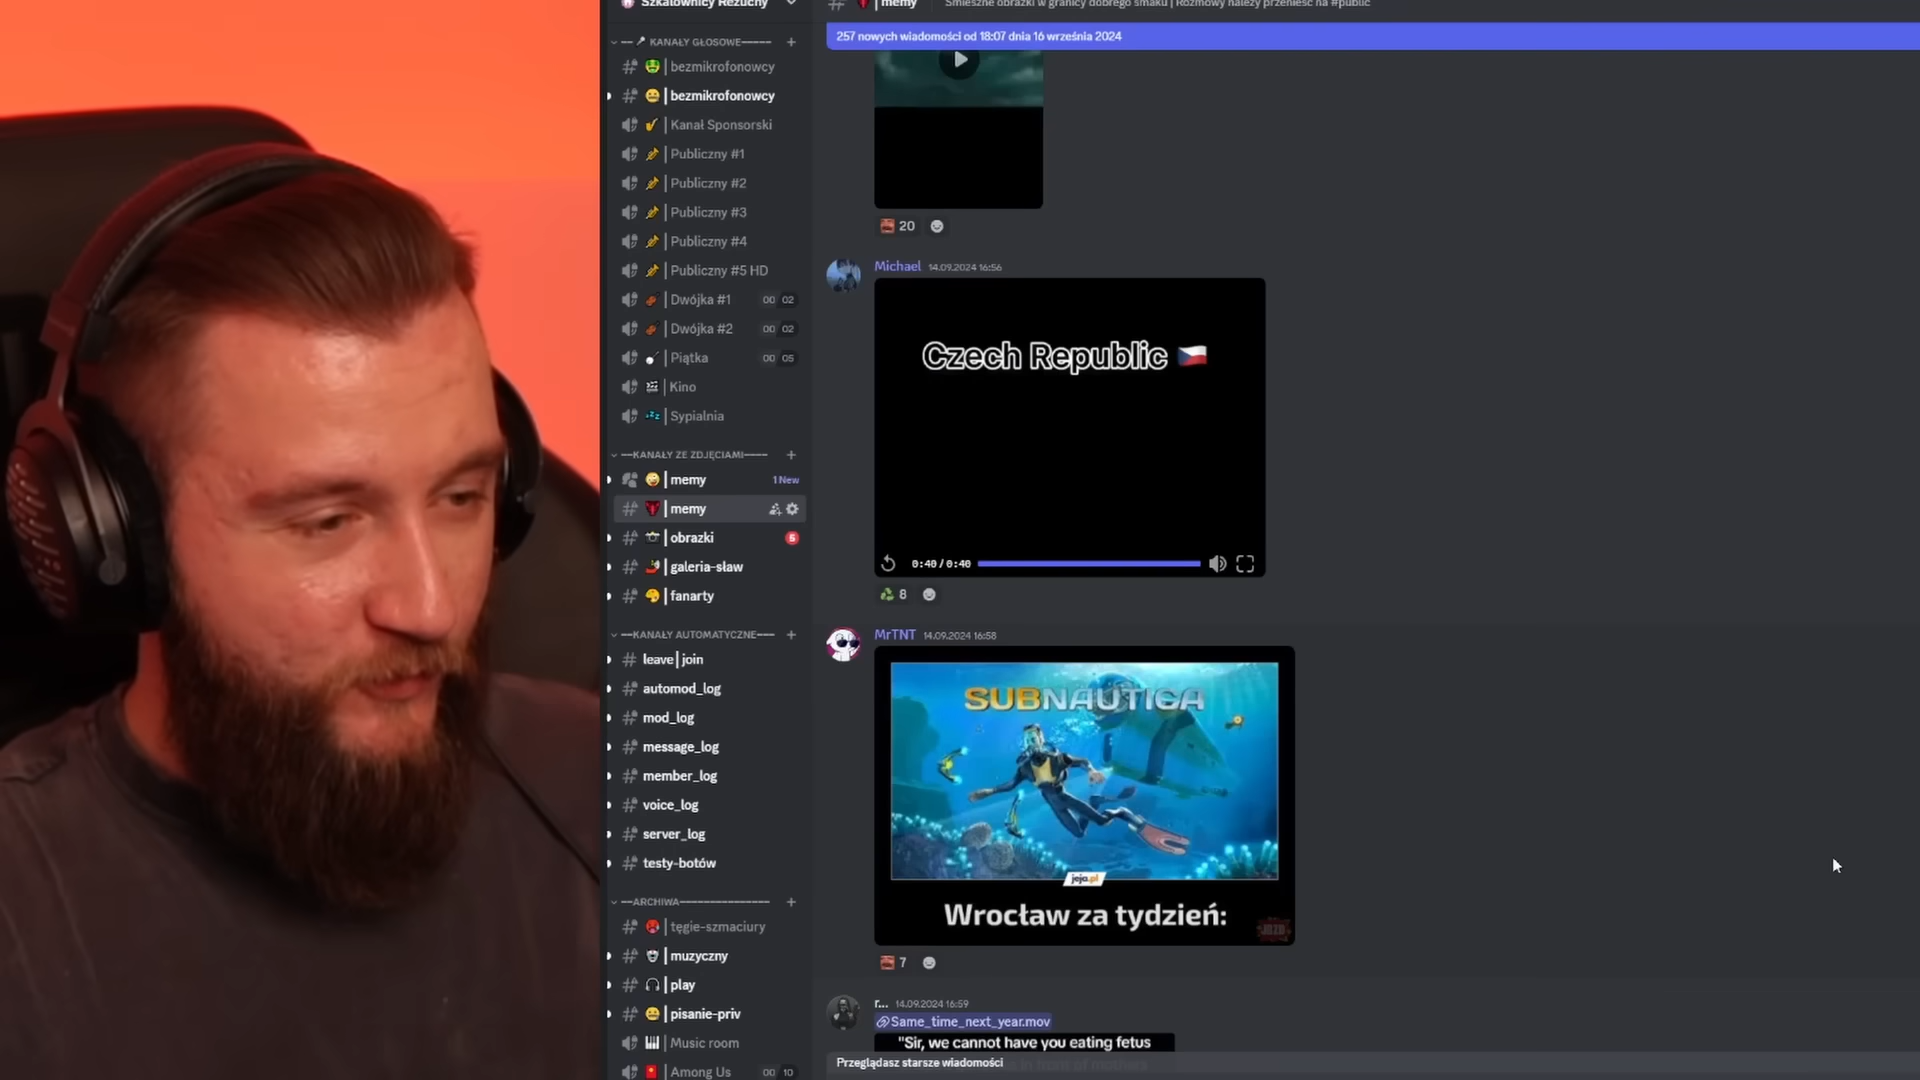 Szkalownicy Rezuchy
KANAŁY GŁOSOWE
bezmikrofonowcy
bezmikrofonowcy
Kanał Sponsorski
Publiczny #1
Publiczny #2
Publiczny #3
Publiczny #4
Publiczny #5 HD
Dwójka #1 00 02
Dwójka #2 00 02
Piątka 00 05
Kino
Sypialnia
KANAŁY ZE ZDJĘCIAMI
memy 1 New
memy
obrazki 5
galeria-sław
fanarty
KANAŁY AUTOMATYCZNE
leave|join
automod_log
mod_log
message_log
member_log
voice_log
server_log
testy-botów
ARCHIWA
tęgie-szmaciury
muzyczny
play
pisanie-priv
Music room
Among Us 00 10
memy Śmieszne obrazki w granicy dobrego smaku | Rozmowy należy przenieść na #public
257 nowych wiadomości od 18:07 dnia 16 września 2024
20
Michael 14.09.2024 16:56
Czech Republic
0:40 / 0:40
8
MrTNT 14.09.2024 16:58
SUBNAUTICA
jeja.pl
Wrocław za tydzień:
7
r... 14.09.2024 16:59
Same_time_next_year.mov
"Sir, we cannot have you eating fetus
Przeglądasz starsze wiadomości